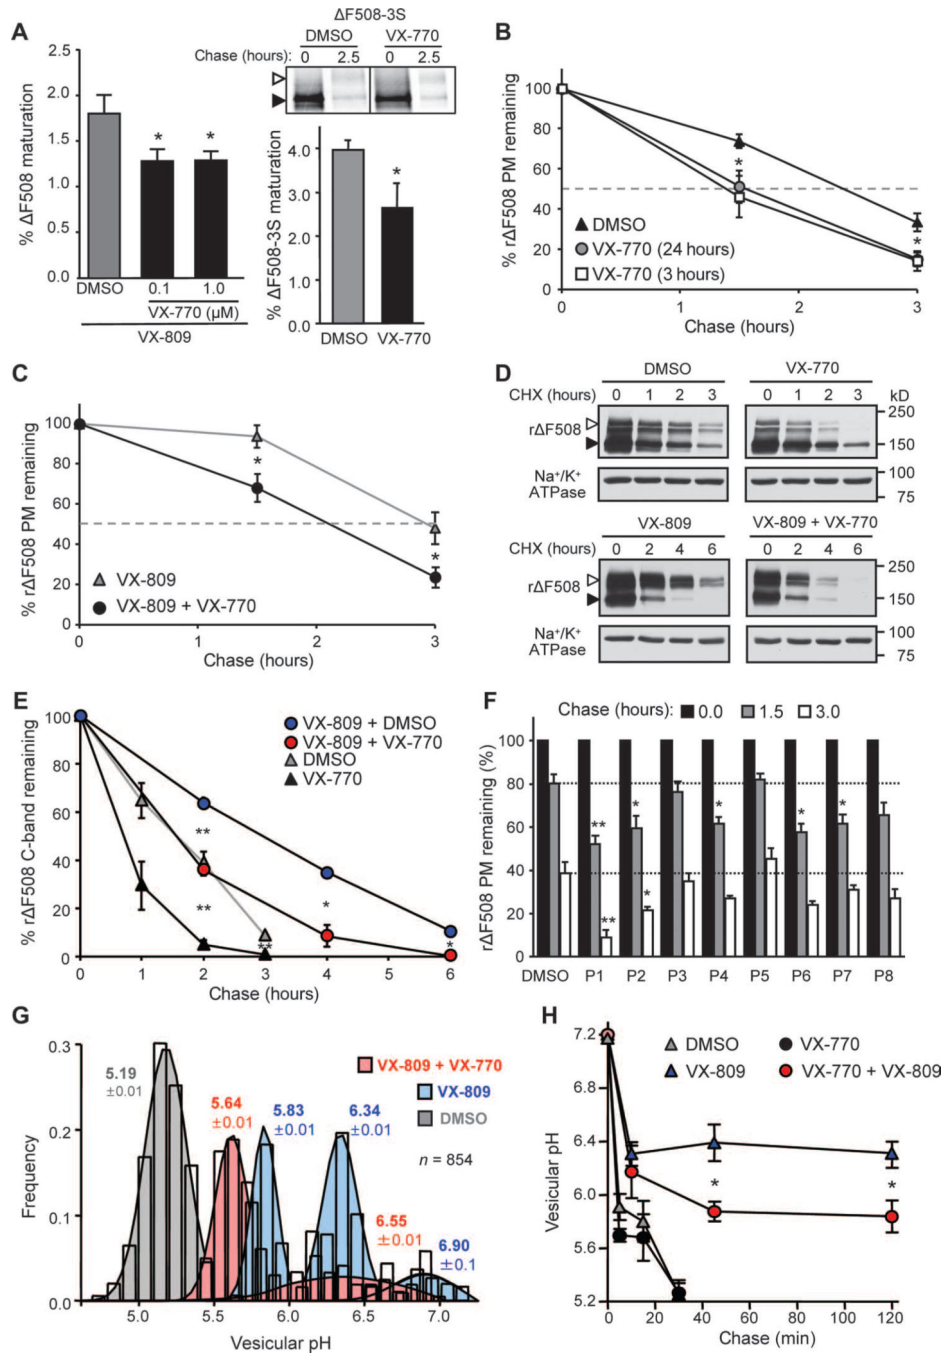 A
% ΔF508 maturation
2.5
2.0
1.5
1.0
0.5
0.0
*
*
DMSO
0.1
1.0
VX-770 (μM)
VX-809
ΔF508-3S
DMSO
VX-770
Chase (hours):
0
2.5
0
2.5
% ΔF508-3S maturation
4.0
3.0
2.0
1.0
0.0
*
DMSO
VX-770
B
% rΔF508 PM remaining
100
80
60
40
20
0
*
*
DMSO
VX-770 (24 hours)
VX-770 (3 hours)
0
1
2
3
Chase (hours)
C
% rΔF508 PM remaining
100
80
60
40
20
0
*
*
VX-809
VX-809 + VX-770
0
1
2
3
Chase (hours)
D
DMSO
VX-770
CHX (hours)
0 1 2 3
0 1 2 3
kD
rΔF508
250
150
Na⁺/K⁺
ATPase
100
75
VX-809
VX-809 + VX-770
CHX (hours)
0 2 4 6
0 2 4 6
rΔF508
250
150
Na⁺/K⁺
ATPase
100
75
E
% rΔF508 C-band remaining
100
80
60
40
20
0
VX-809 + DMSO
VX-809 + VX-770
DMSO
VX-770
**
**
**
*
*
0
1
2
3
4
5
6
Chase (hours)
F
Chase (hours):
0.0
1.5
3.0
rΔF508 PM remaining (%)
100
80
60
40
20
0
**
**
*
*
*
*
*
DMSO
P1
P2
P3
P4
P5
P6
P7
P8
G
Frequency
0.3
0.2
0.1
0.0
5.19
±0.01
5.64
±0.01
5.83
±0.01
6.34
±0.01
6.55
±0.01
6.90
±0.1
VX-809 + VX-770
VX-809
DMSO
n = 854
5.0
5.5
6.0
6.5
7.0
Vesicular pH
H
Vesicular pH
7.2
6.4
6.0
5.6
5.2
DMSO
VX-770
VX-809
VX-770 + VX-809
*
*
0
20
40
60
80
100
120
Chase (min)